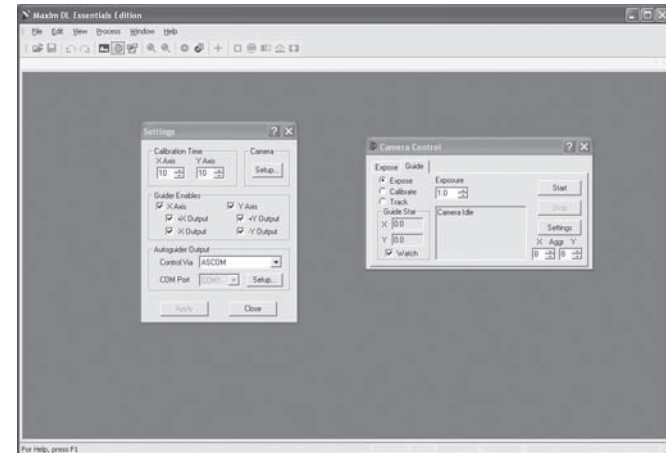 Maxim DL Essentials Edition
File Edit View Process Window Help
Settings
Calibration Time
X Axis Y Axis
10 10
Camera
Setup...
Guider Enables
X Axis Y Axis
+X Output +Y Output
-X Output -Y Output
Autoguider Output
Control Via ASCOM
COM Port COM1 Setup...
Apply Close
Camera Control
Expose Guide
Expose
Calibrate
Track
Exposure
1.0
Start
Stop
Guide Star
X 0.0
Y 0.0
Watch
Camera Idle
Settings
X Aggr Y
8 8
For Help, press F1